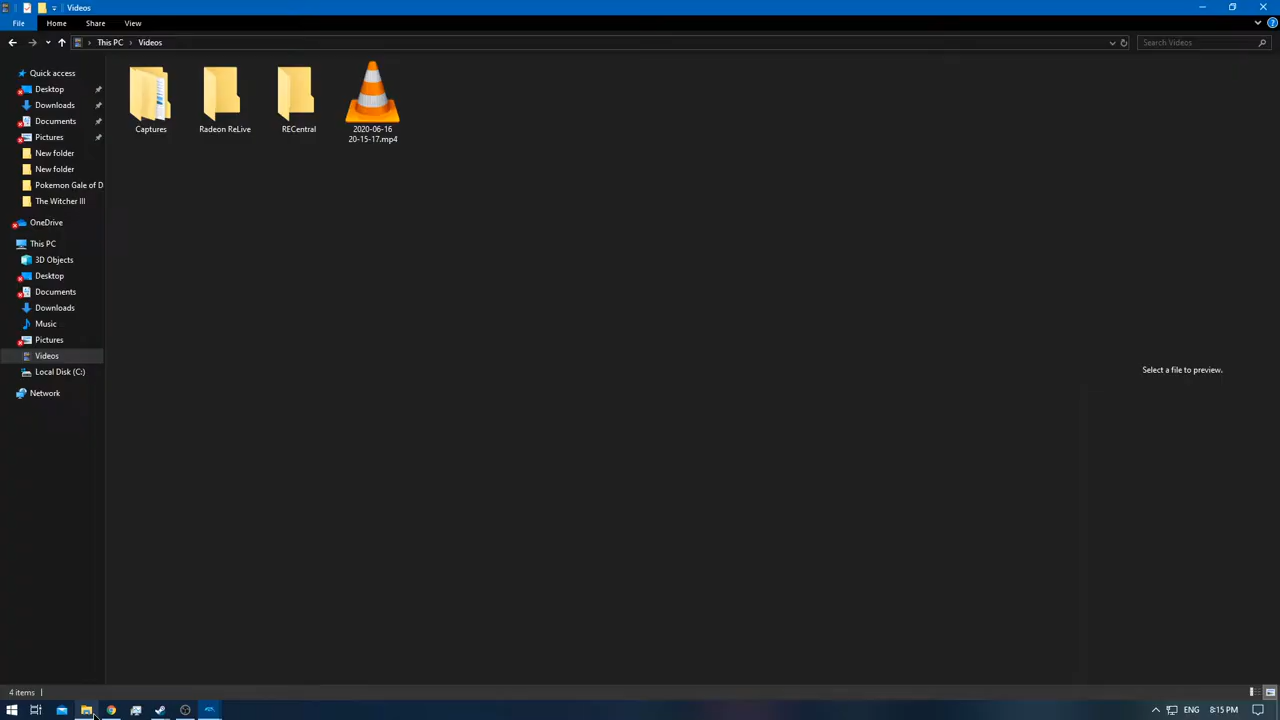 Videos
File Home Share View
This PC Videos Search Videos
Quick access
Desktop
Downloads
Documents
Pictures
New folder
New folder
Pokemon Gale of D
The Witcher III
OneDrive
This PC
3D Objects
Desktop
Documents
Downloads
Music
Pictures
Videos
Local Disk (C:)
Network
Captures
Radeon ReLive
RECentral
2020-06-16
20-15-17.mp4
Select a file to preview.
4 items
ENG 8:15 PM